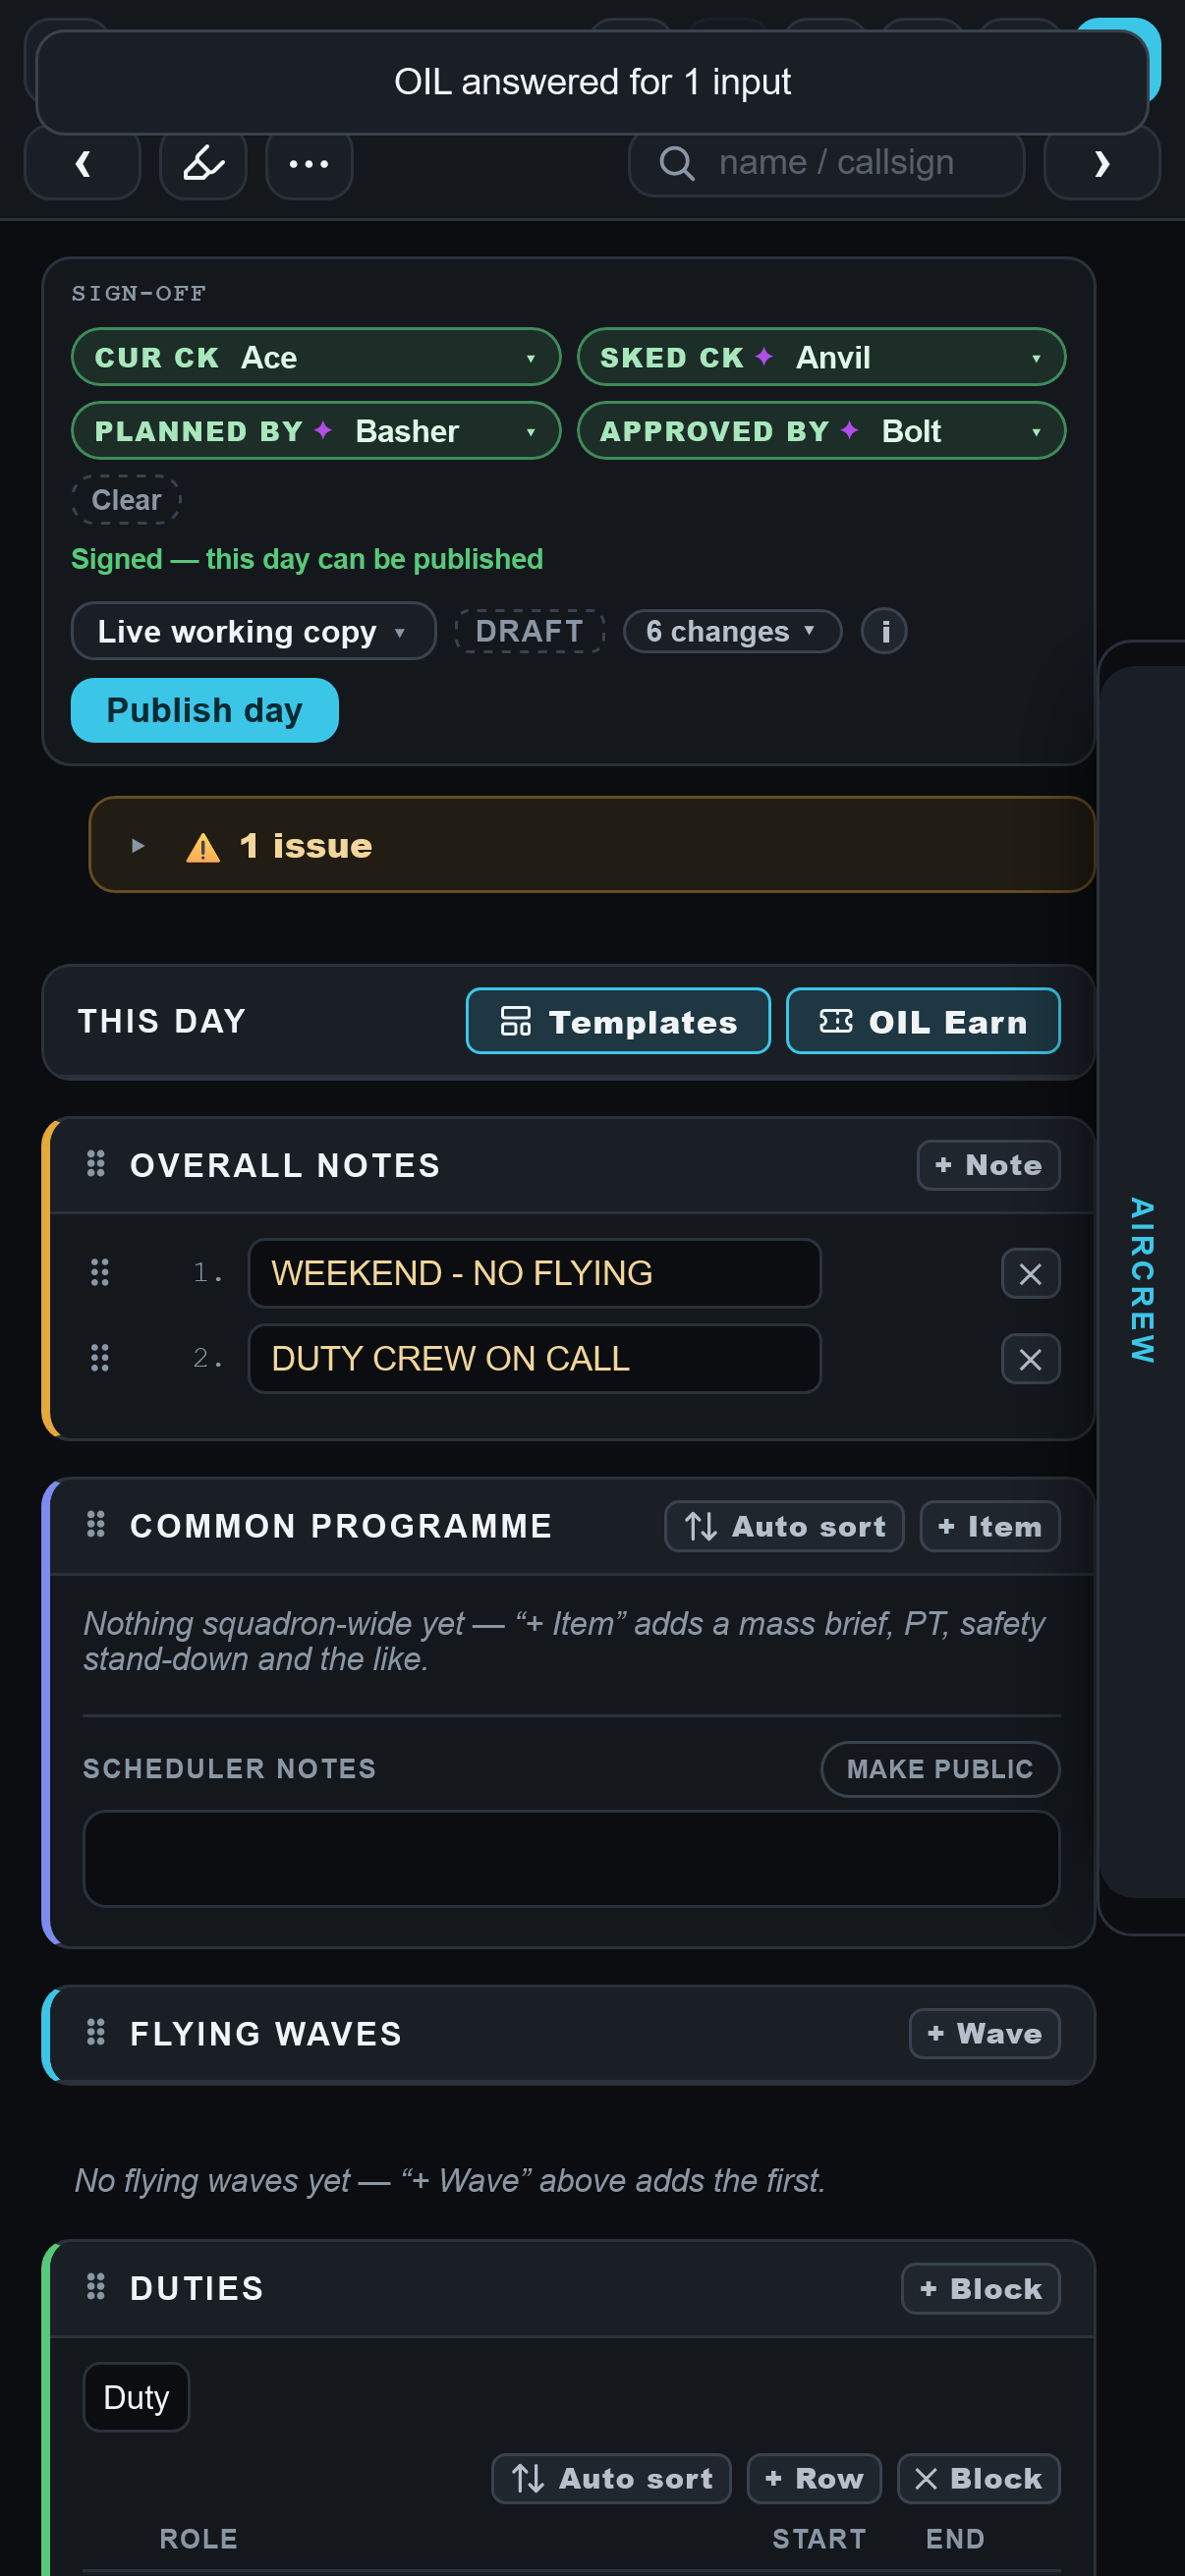 OIL answered for 1 input
name / callsign
SIGN-OFF
CUR CK Ace
SKED CK Anvil
PLANNED BY Basher
APPROVED BY Bolt
Clear
Signed — this day can be published
Live working copy
DRAFT
6 changes
i
Publish day
1 issue
THIS DAY
Templates
OIL Earn
OVERALL NOTES
+ Note
1. WEEKEND - NO FLYING
2. DUTY CREW ON CALL
AIRCREW
COMMON PROGRAMME
Auto sort
+ Item
Nothing squadron-wide yet — “+ Item” adds a mass brief, PT, safety
stand-down and the like.
SCHEDULER NOTES
MAKE PUBLIC
FLYING WAVES
+ Wave
No flying waves yet — “+ Wave” above adds the first.
DUTIES
+ Block
Duty
Auto sort
+ Row
× Block
ROLE START END